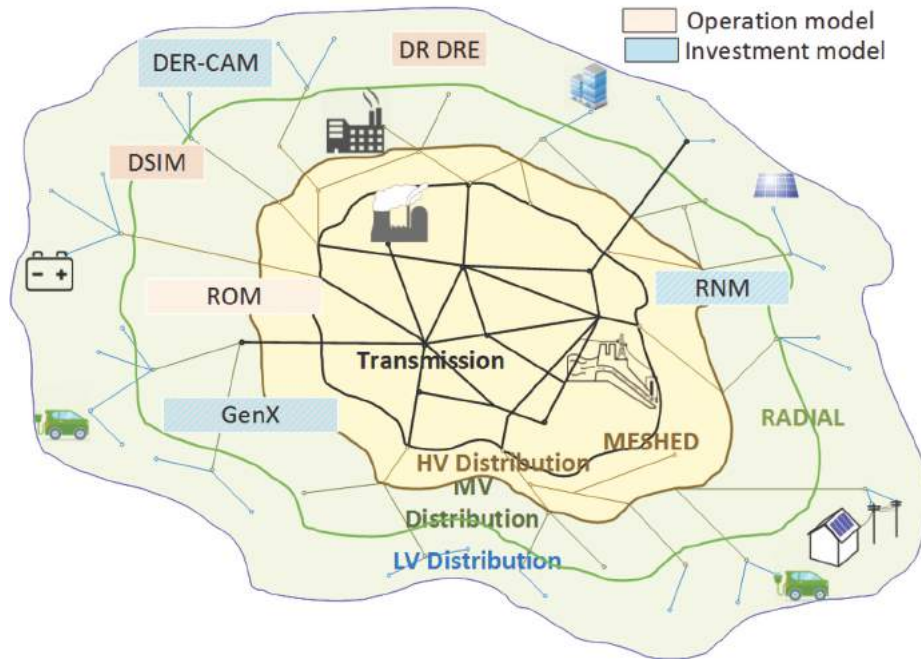 Operation model
Investment model
DR DRE
DER-CAM
DSIM
ROM
RNM
Transmission
GenX
RADIAL
MESHED
HV Distribution
MV
Distribution
LV Distribution